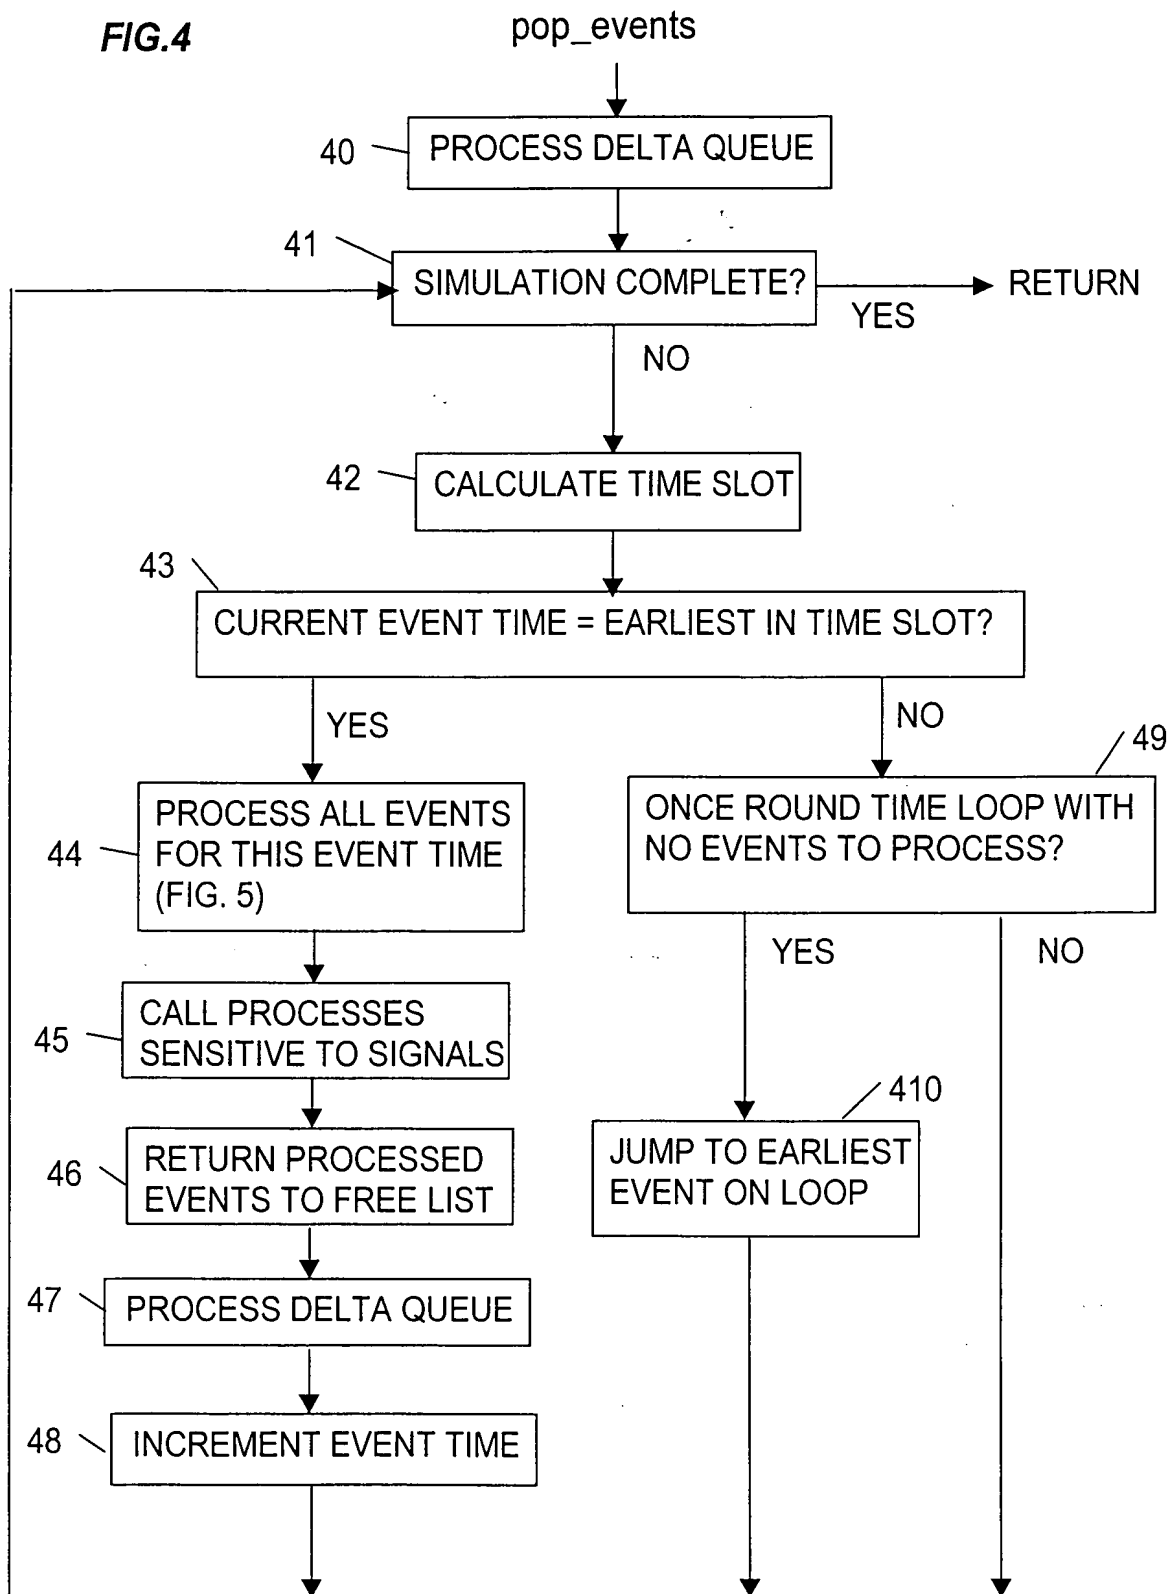 FIG.4
pop_events
40
PROCESS DELTA QUEUE
41
SIMULATION COMPLETE?
RETURN
YES
NO
42
CALCULATE TIME SLOT
43
CURRENT EVENT TIME = EARLIEST IN TIME SLOT?
YES
NO
49
44
PROCESS ALL EVENTS
FOR THIS EVENT TIME
(FIG. 5)
ONCE ROUND TIME LOOP WITH
NO EVENTS TO PROCESS?
YES
NO
45
CALL PROCESSES
SENSITIVE TO SIGNALS
410
46
RETURN PROCESSED
EVENTS TO FREE LIST
JUMP TO EARLIEST
EVENT ON LOOP
47
PROCESS DELTA QUEUE
48
INCREMENT EVENT TIME